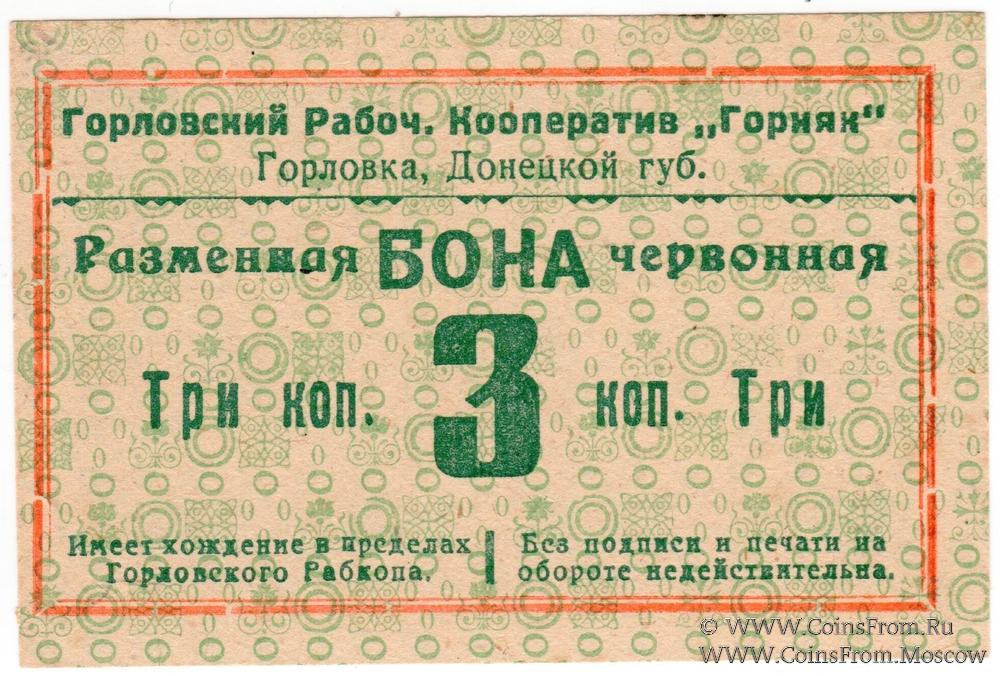 Горловский Рабоч. Кооператив „Горняк“
Горловка, Донецкой губ.
Разменная БОНА червонная
Три коп. 3 коп. Три
Имеет хождение в пределах
Горловского Рабкопа.
Без подписи и печати на
обороте недействительна.
© WWW.CoinsFrom.Ru
WWW.CoinsFrom.Moscow